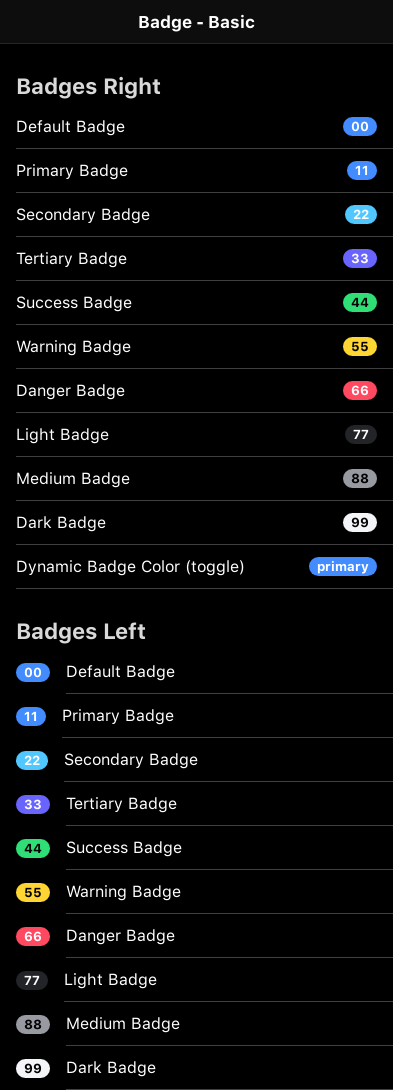 Badge - Basic
Badges Right
Default Badge 00
Primary Badge 11
Secondary Badge 22
Tertiary Badge 33
Success Badge 44
Warning Badge 55
Danger Badge 66
Light Badge 77
Medium Badge 88
Dark Badge 99
Dynamic Badge Color (toggle) primary
Badges Left
00 Default Badge
11 Primary Badge
22 Secondary Badge
33 Tertiary Badge
44 Success Badge
55 Warning Badge
66 Danger Badge
77 Light Badge
88 Medium Badge
99 Dark Badge